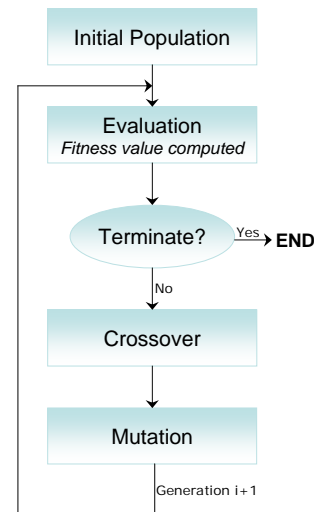 Initial Population
Evaluation
Fitness value computed
Terminate?
Yes
END
No
Crossover
Mutation
Generation i+1